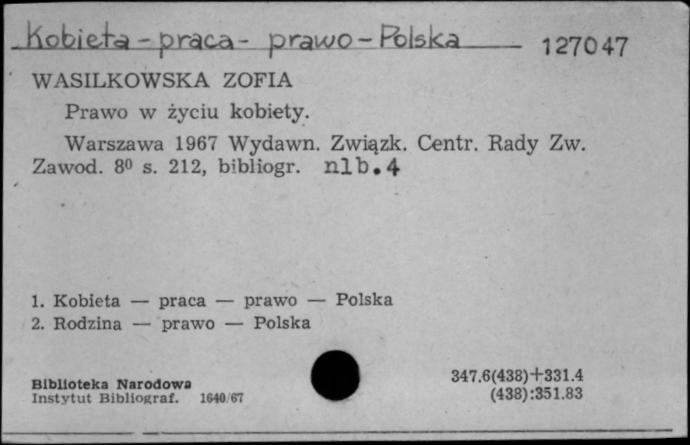 Kobieta - praca - prawo - Polska 127047
WASILKOWSKA ZOFIA
Prawo w życiu kobiety.
Warszawa 1967 Wydawn. Związk. Centr. Rady Zw.
Zawod. 8⁰ s. 212, bibliogr. nlb.4
1. Kobieta — praca — prawo — Polska
2. Rodzina — prawo — Polska
347.6(438)+331.4
Biblioteka Narodowa
(438):351.83
Instytut Bibliograf. 1640/67